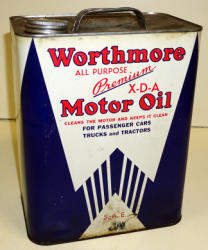 Worthmore
ALL PURPOSE
Premium
X-D-A
Motor Oil
CLEANS THE MOTOR AND KEEPS IT CLEAN
FOR PASSENGER CARS
TRUCKS and TRACTORS
S.A.E.